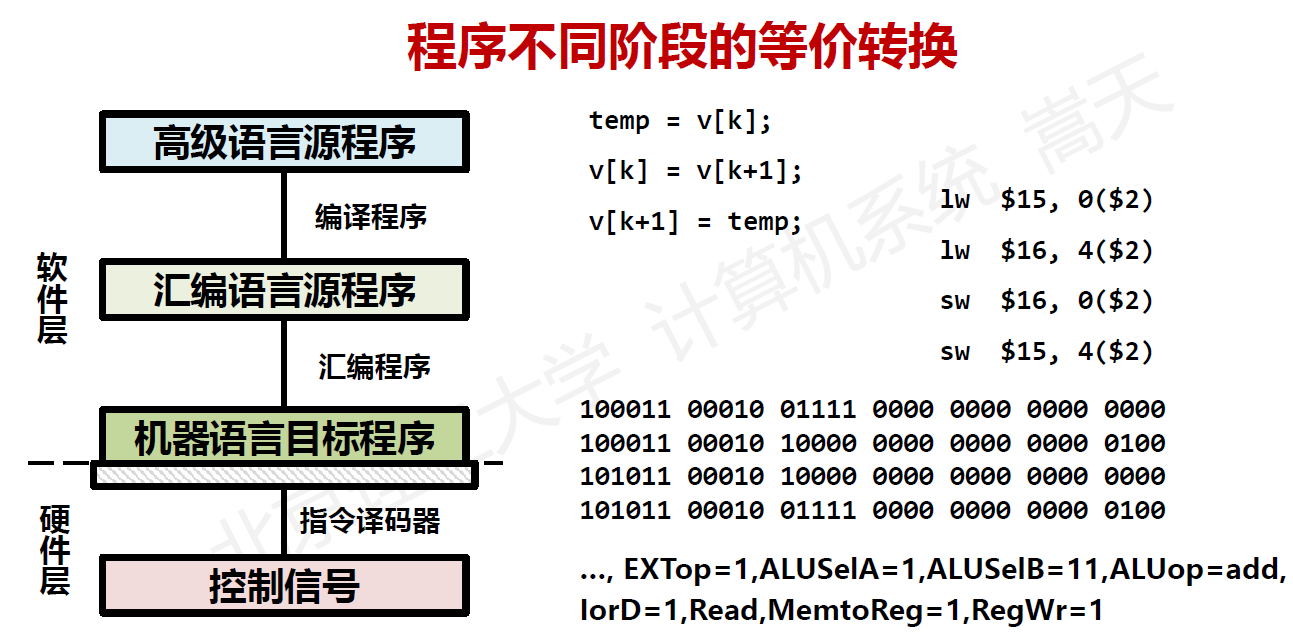 程序不同阶段的等价转换
高级语言源程序
编译程序
汇编语言源程序
汇编程序
机器语言目标程序
指令译码器
控制信号
软件层
硬件层
temp = v[k];
v[k] = v[k+1];
v[k+1] = temp;
lw $15, 0($2)
lw $16, 4($2)
sw $16, 0($2)
sw $15, 4($2)
100011 00010 01111 0000 0000 0000 0000
100011 00010 10000 0000 0000 0000 0100
101011 00010 10000 0000 0000 0000 0000
101011 00010 01111 0000 0000 0000 0100
…, EXTop=1,ALUSelA=1,ALUSelB=11,ALUop=add,
IorD=1,Read,MemtoReg=1,RegWr=1
大学 计算机系统 嵩天